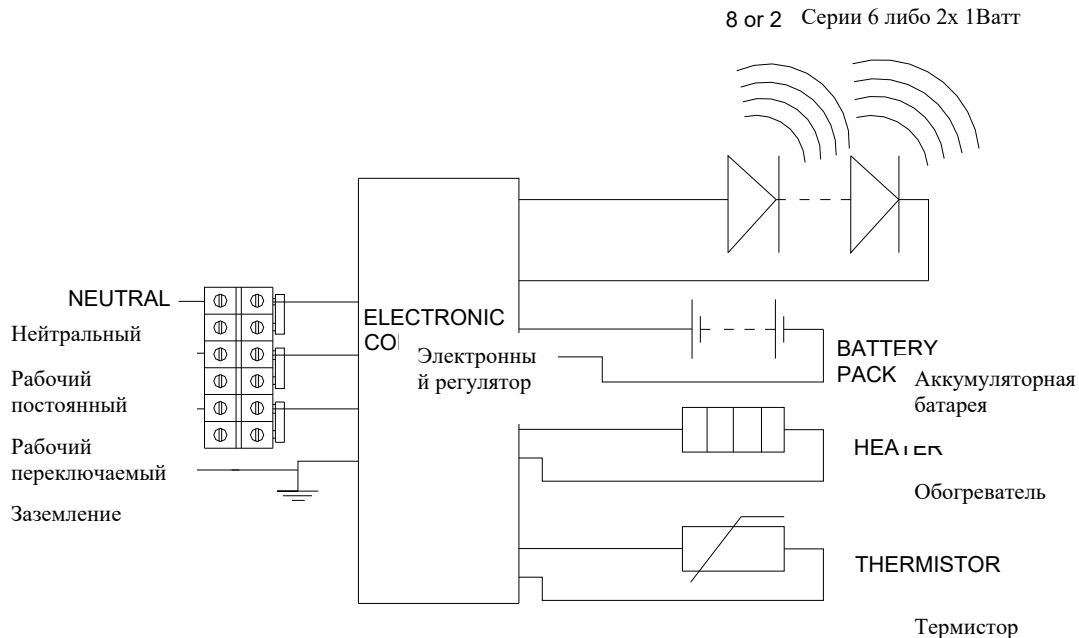 8 or 2 Серии 6 либо 2х 1Ватт
NEUTRAL
Нейтральный
Рабочий
постоянный
Рабочий
переключаемый
Заземление
ELECTRONIC
Электронны
й регулятор
BATTERY
PACK
Аккумуляторная
батарея
Обогреватель
THERMISTOR
Термистор